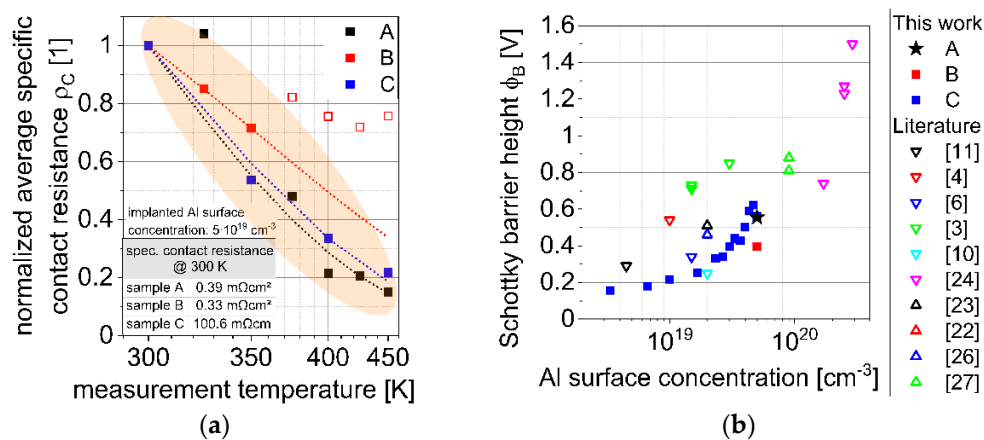 normalized average specific
contact resistance ρC [1]
1
0.8
0.6
0.4
0.2
0
A
B
C
implanted Al surface
concentration: 5·10¹⁹ cm⁻³
spec. contact resistance
@ 300 K
sample A 0.39 mΩcm²
sample B 0.33 mΩcm²
sample C 100.6 mΩcm
300 350 400 450
measurement temperature [K]
(a)
Schottky barrier height ϕB [V]
1.6
1.4
1.2
1
0.8
0.6
0.4
0.2
0
10¹⁹ 10²⁰
Al surface concentration [cm⁻³]
(b)
This work
A
B
C
Literature
[11]
[4]
[6]
[3]
[10]
[24]
[23]
[22]
[26]
[27]